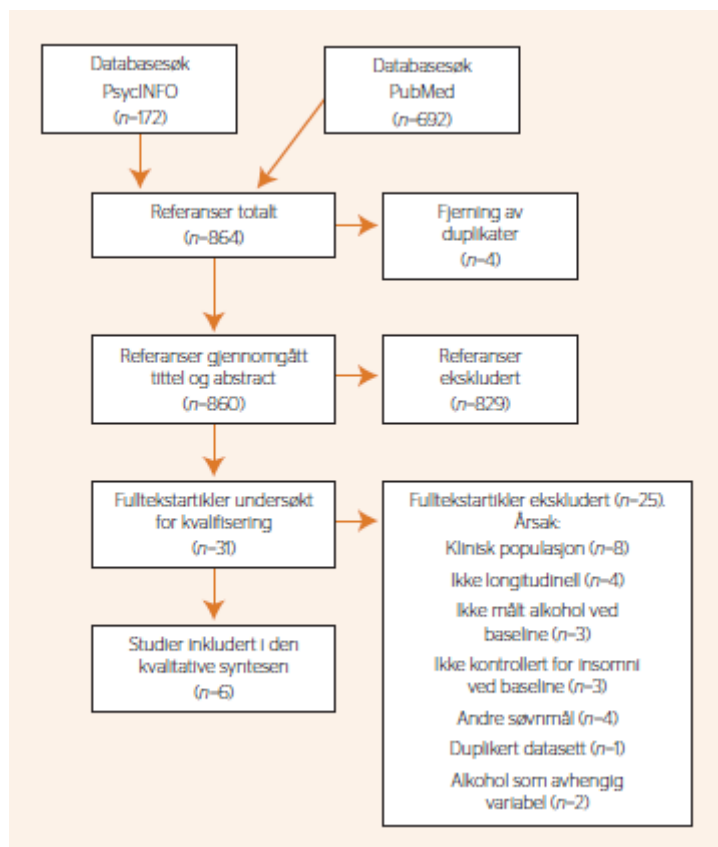 Databasesøk
PsycINFO
(n=172)
Databasesøk
PubMed
(n=692)
Referanser totalt
(n=864)
Fjerning av
duplikater
(n=4)
Referanser gjennomgått
tittel og abstract
(n=860)
Referanser
ekskludert
(n=829)
Fulltekstartikler undersøkt
for kvalifisering
(n=31)
Fulltekstartikler ekskludert (n=25).
Årsak:
Klinisk populasjon (n=8)
Ikke longitudinell (n=4)
Ikke målt alkohol ved
baseline (n=3)
Ikke kontrollert for insomni
ved baseline (n=3)
Andre søvnmål (n=4)
Duplikert datasett (n=1)
Alkohol som avhengig
variabel (n=2)
Studier inkludert i den
kvalitative syntesen
(n=6)